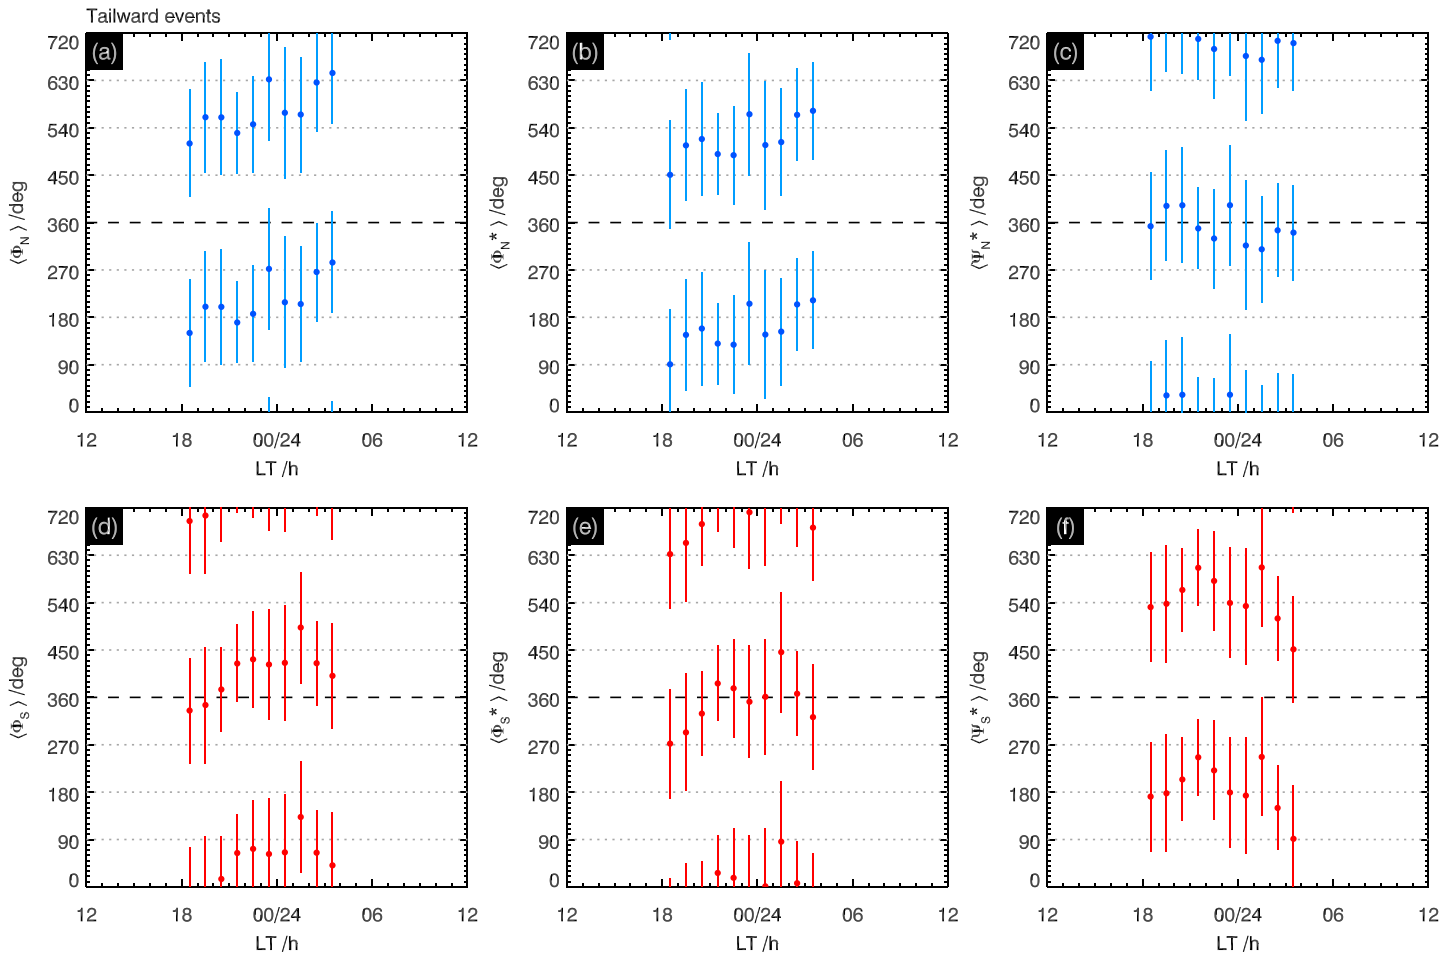 Tailward events
(a)
720
630
540
450
360
270
180
90
0
⟨Φ_N⟩ /deg
12 18 00/24 06 12
LT /h
(b)
720
630
540
450
360
270
180
90
0
⟨Φ_N*⟩ /deg
12 18 00/24 06 12
LT /h
(c)
720
630
540
450
360
270
180
90
0
⟨Ψ_N*⟩ /deg
12 18 00/24 06 12
LT /h
(d)
720
630
540
450
360
270
180
90
0
⟨Φ_S⟩ /deg
12 18 00/24 06 12
LT /h
(e)
720
630
540
450
360
270
180
90
0
⟨Φ_S*⟩ /deg
12 18 00/24 06 12
LT /h
(f)
720
630
540
450
360
270
180
90
0
⟨Ψ_S*⟩ /deg
12 18 00/24 06 12
LT /h